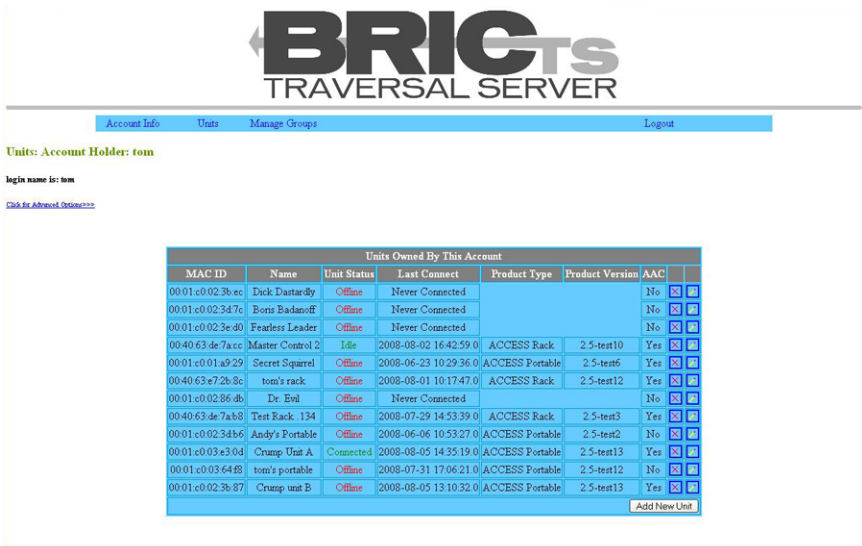 BRIC TS
TRAVERSAL SERVER
Account Info Units Manage Groups Logout
Units: Account Holder: tom
login name is: tom
Click for Advanced Options>>>
Units Owned By This Account
MAC ID Name Unit Status Last Connect Product Type Product Version AAC
00:01:c0:02:3b:ec Dick Dastardly Offline Never Connected No
00:01:c0:02:3d:7c Boris Badanoff Offline Never Connected No
00:01:c0:02:3e:d0 Fearless Leader Offline Never Connected No
00:40:63:de:7a:cc Master Control 2 Idle 2008-08-02 16:42:59.0 ACCESS Rack 2.5-test10 Yes
00:01:c0:01:a9:29 Secret Squirrel Offline 2008-06-23 10:29:36.0 ACCESS Portable 2.5-test6 Yes
00:40:63:e7:2b:8c tom's rack Offline 2008-08-01 10:17:47.0 ACCESS Rack 2.5-test12 Yes
00:01:c0:02:86:db Dr. Evil Offline Never Connected No
00:40:63:de:7a:b8 Test Rack .134 Offline 2008-07-29 14:53:39.0 ACCESS Rack 2.5-test3 Yes
00:01:c0:02:3d:b6 Andy's Portable Offline 2008-06-06 10:53:27.0 ACCESS Portable 2.5-test2 No
00:01:c0:03:e3:0d Crump Unit A Connected 2008-08-05 14:35:19.0 ACCESS Portable 2.5-test13 Yes
00:01:c0:03:64:f8 tom's portable Offline 2008-07-31 17:06:21.0 ACCESS Portable 2.5-test12 No
00:01:c0:02:3b:87 Crump unit B Offline 2008-08-05 13:10:32.0 ACCESS Portable 2.5-test13 Yes
Add New Unit